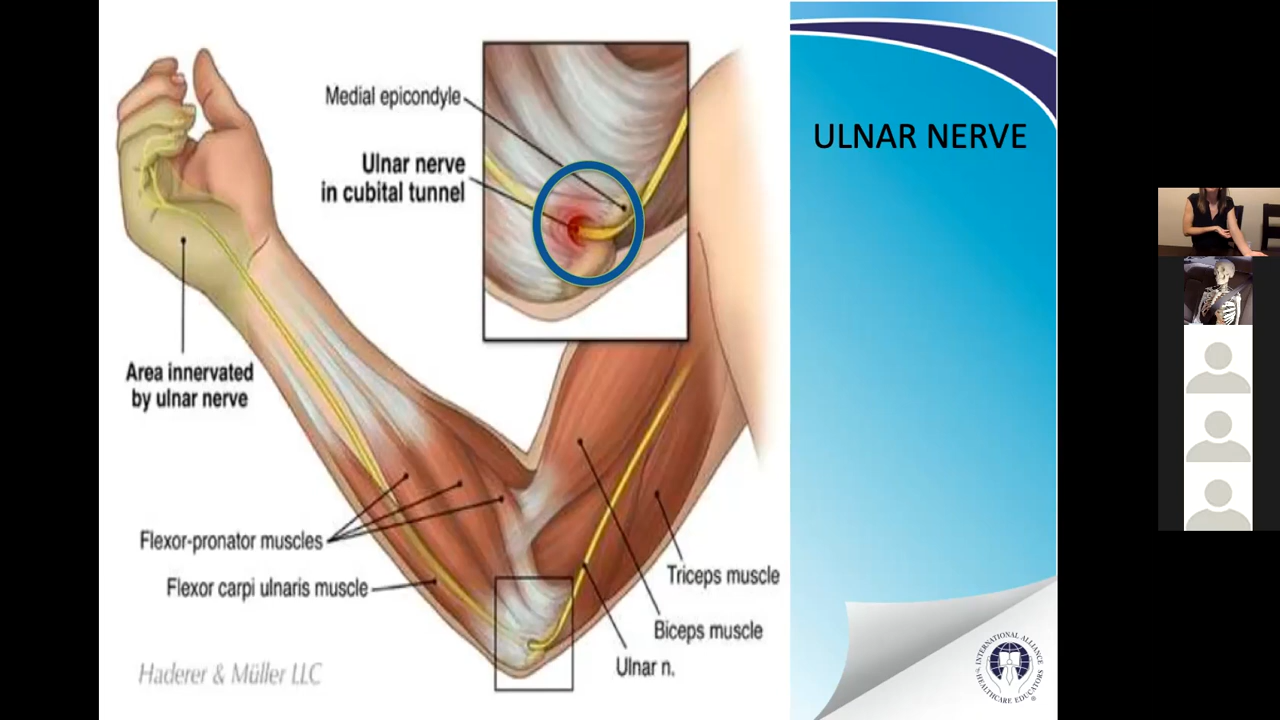 Medial epicondyle
Ulnar nerve
in cubital tunnel
ULNAR NERVE
Area innervated
by ulnar nerve
Flexor-pronator muscles
Flexor carpi ulnaris muscle
Triceps muscle
Biceps muscle
Ulnar n.
Haderer & Müller LLC
INTERNATIONAL ALLIANCE
HEALTHCARE EDUCATORS
®